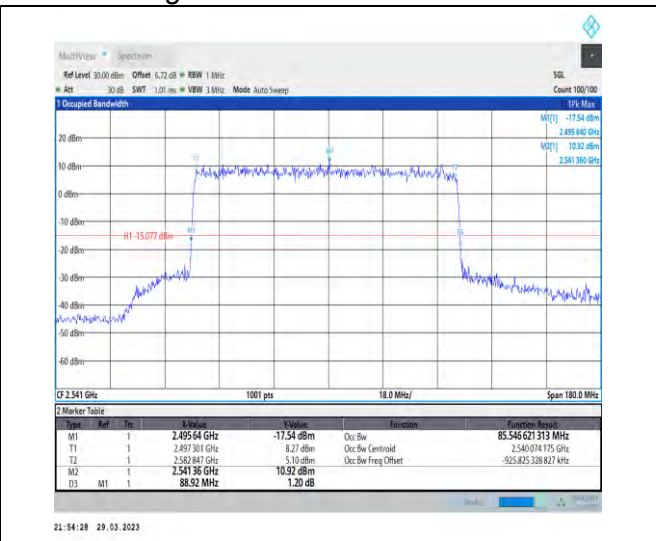 MultiView Spectrum
Ref Level 30.00 dBm Offset 6.72 dB RBW 1 MHz SGL
Att 30 dB SWT 1.01 ms VBW 3 MHz Mode Auto Sweep Count 100/100
1 Occupied Bandwidth 1Pk Max
M1[1] -17.54 dBm
2.495 640 GHz
M2[1] 10.92 dBm
2.541 360 GHz
20 dBm
10 dBm
0 dBm
-10 dBm
H1 -15.077 dBm
-20 dBm
-30 dBm
-40 dBm
-50 dBm
-60 dBm
M1
T1
M2
CF 2.541 GHz 1001 pts 18.0 MHz/ Span 180.0 MHz
2 Marker Table
Type Ref Trc X-Value Y-Value Function Function Result
M1 1 2.495 64 GHz -17.54 dBm Occ Bw 85.546 621 313 MHz
T1 1 2.497 301 GHz 8.27 dBm Occ Bw Centroid 2.540 074 175 GHz
T2 1 2.582 847 GHz 5.10 dBm Occ Bw Freq Offset -925.825 328 827 kHz
M2 1 2.541 36 GHz 10.92 dBm
D3 M1 1 88.92 MHz 1.20 dB
21:54:28 29.03.2023